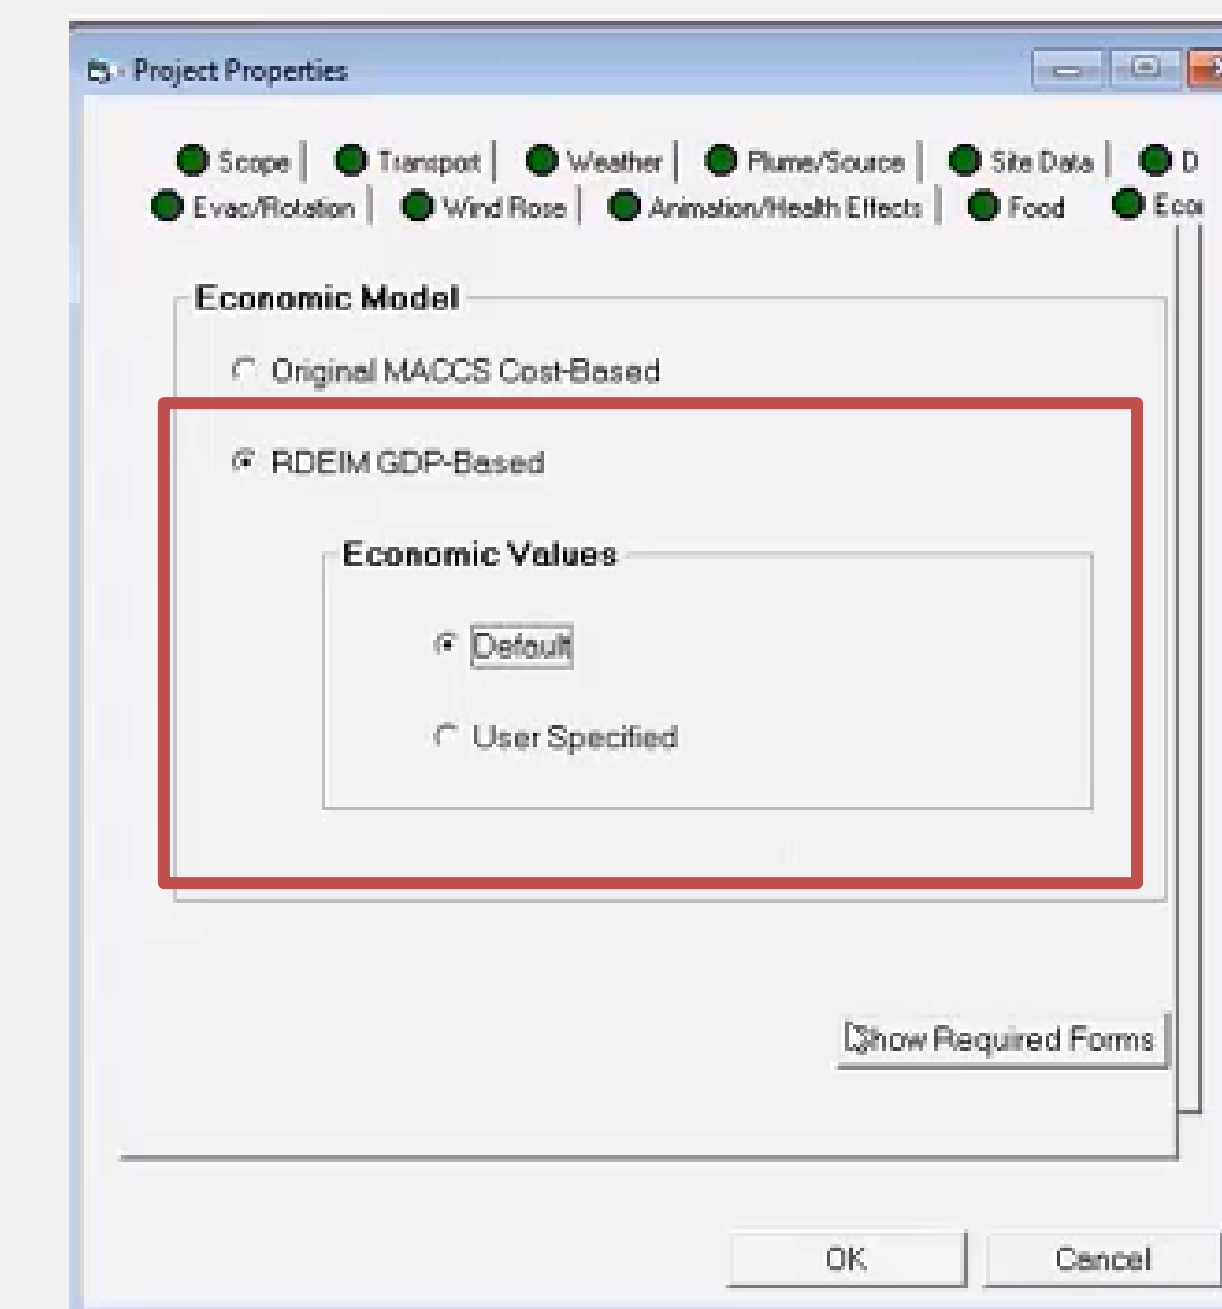 Project Properties
Scope Transport Weather Plume/Source Site Data D
Evac/Rotation Wind Rose Animation/Health Effects Food Econ
Economic Model
Original MACCS Cost-Based
RDEIM GDP-Based
Economic Values
Default
User Specified
Show Required Forms
OK Cancel